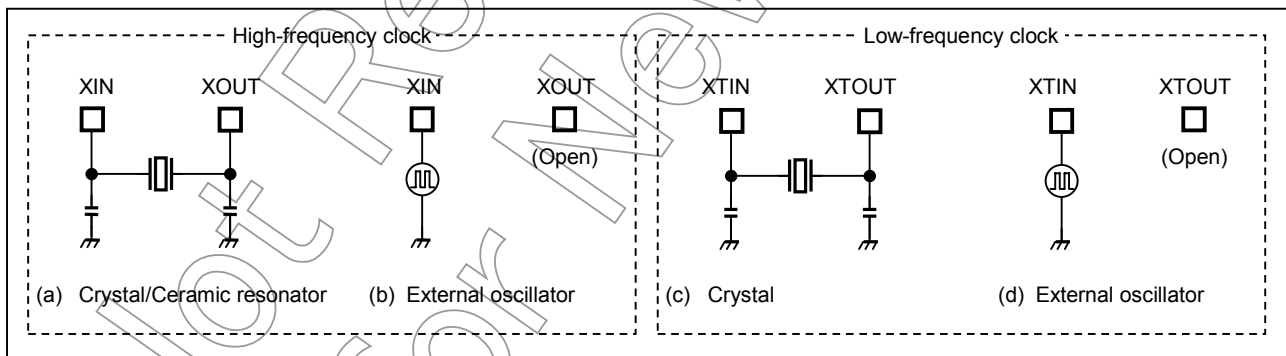 High-frequency clock
Low-frequency clock
XIN XOUT XIN XOUT
XTIN XTOUT XTIN XTOUT
(Open)
(Open)
(a) Crystal/Ceramic resonator (b) External oscillator
(c) Crystal (d) External oscillator